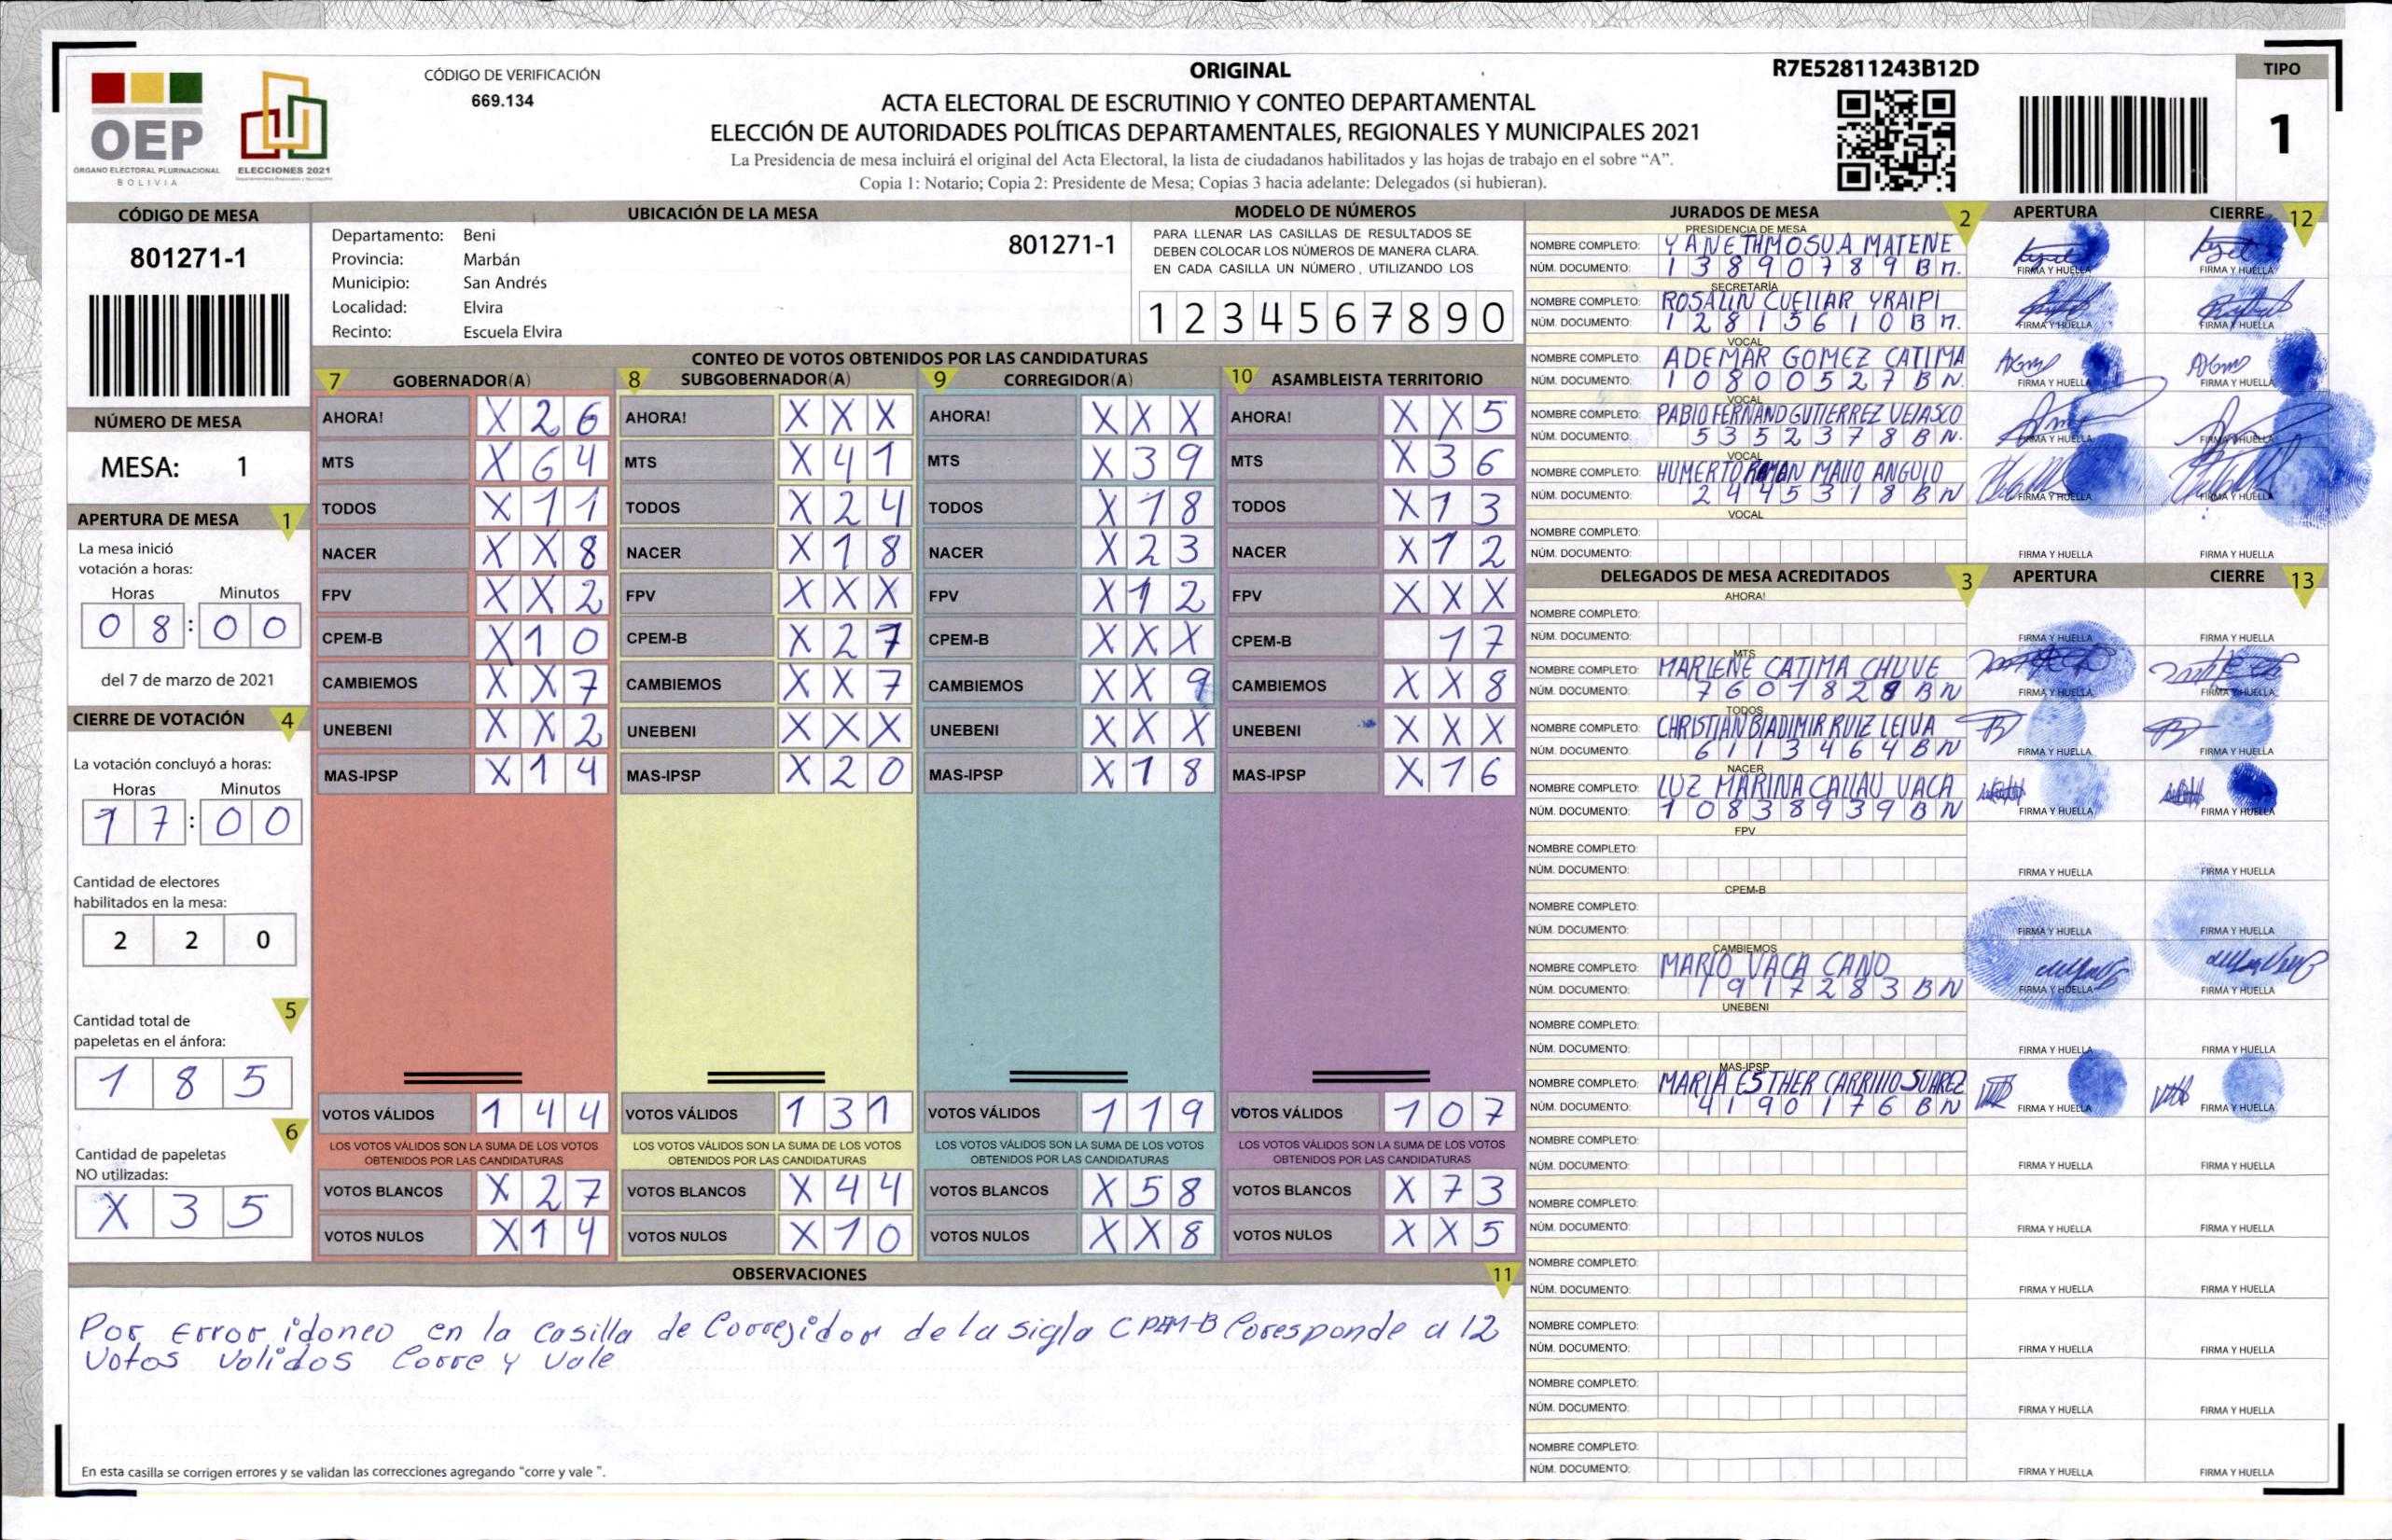 CÓDIGO DE VERIFICACIÓN
669.134
OEP
ÓRGANO ELECTORAL PLURINACIONAL
BOLIVIA
ELECCIONES 2021
ORIGINAL
ACTA ELECTORAL DE ESCRUTINIO Y CONTEO DEPARTAMENTAL
ELECCIÓN DE AUTORIDADES POLÍTICAS DEPARTAMENTALES, REGIONALES Y MUNICIPALES 2021
La Presidencia de mesa incluirá el original del Acta Electoral, la lista de ciudadanos habilitados y las hojas de trabajo en el sobre “A”.
Copia 1: Notario; Copia 2: Presidente de Mesa; Copias 3 hacia adelante: Delegados (si hubieran).
R7E52811243B12D
TIPO
1
CÓDIGO DE MESA
801271-1
NÚMERO DE MESA
MESA: 1
APERTURA DE MESA 1
La mesa inició
votación a horas:
Horas Minutos
0 8 : 0 0
del 7 de marzo de 2021
CIERRE DE VOTACIÓN 4
La votación concluyó a horas:
Horas Minutos
1 7 : 0 0
Cantidad de electores
habilitados en la mesa:
2 2 0
5
Cantidad total de
papeletas en el ánfora:
1 8 5
6
Cantidad de papeletas
NO utilizadas:
X 3 5
UBICACIÓN DE LA MESA
Departamento: Beni
Provincia: Marbán
Municipio: San Andrés
Localidad: Elvira
Recinto: Escuela Elvira
801271-1
MODELO DE NÚMEROS
PARA LLENAR LAS CASILLAS DE RESULTADOS SE
DEBEN COLOCAR LOS NÚMEROS DE MANERA CLARA.
EN CADA CASILLA UN NÚMERO , UTILIZANDO LOS
1 2 3 4 5 6 7 8 9 0
CONTEO DE VOTOS OBTENIDOS POR LAS CANDIDATURAS
7 GOBERNADOR(A) 8 SUBGOBERNADOR(A) 9 CORREGIDOR(A) 10 ASAMBLEISTA TERRITORIO
AHORA! X 2 6 AHORA! X X X AHORA! X X X AHORA! X X 5
MTS X 6 4 MTS X 4 1 MTS X 3 9 MTS X 3 6
TODOS X 1 1 TODOS X 2 4 TODOS X 1 8 TODOS X 1 3
NACER X X 8 NACER X 1 8 NACER X 2 3 NACER X 1 2
FPV X X 2 FPV X X X FPV X 1 2 FPV X X X
CPEM-B X 1 0 CPEM-B X 2 7 CPEM-B X X X CPEM-B 1 7
CAMBIEMOS X X 7 CAMBIEMOS X X 7 CAMBIEMOS X X 9 CAMBIEMOS X X 8
UNEBENI X X 2 UNEBENI X X X UNEBENI X X X UNEBENI X X X
MAS-IPSP X 1 4 MAS-IPSP X 2 0 MAS-IPSP X 1 8 MAS-IPSP X 1 6
VOTOS VÁLIDOS 1 4 4 VOTOS VÁLIDOS 1 3 1 VOTOS VÁLIDOS 1 1 9 VOTOS VÁLIDOS 1 0 7
LOS VOTOS VÁLIDOS SON LA SUMA DE LOS VOTOS LOS VOTOS VÁLIDOS SON LA SUMA DE LOS VOTOS LOS VOTOS VÁLIDOS SON LA SUMA DE LOS VOTOS LOS VOTOS VÁLIDOS SON LA SUMA DE LOS VOTOS
OBTENIDOS POR LAS CANDIDATURAS OBTENIDOS POR LAS CANDIDATURAS OBTENIDOS POR LAS CANDIDATURAS OBTENIDOS POR LAS CANDIDATURAS
VOTOS BLANCOS X 2 7 VOTOS BLANCOS X 4 4 VOTOS BLANCOS X 5 8 VOTOS BLANCOS X 7 3
VOTOS NULOS X 1 4 VOTOS NULOS X 1 0 VOTOS NULOS X X 8 VOTOS NULOS X X 5
OBSERVACIONES 11
Por Error idoneo en la Casilla de Corregidor de la sigla CPEM-B Coresponde a 12
Votos Validos Corre y Vale
En esta casilla se corrigen errores y se validan las correcciones agregando “corre y vale ”.
JURADOS DE MESA 2 APERTURA CIERRE 12
PRESIDENCIA DE MESA
NOMBRE COMPLETO: YANETH MOSUA MATENE
NÚM. DOCUMENTO: 13890789 Bn. FIRMA Y HUELLA FIRMA Y HUELLA
SECRETARÍA
NOMBRE COMPLETO: ROSALIN CUELLAR YRAIPI
NÚM. DOCUMENTO: 12815610 Bn. FIRMA Y HUELLA FIRMA Y HUELLA
VOCAL
NOMBRE COMPLETO: ADEMAR GOMEZ CATIMA
NÚM. DOCUMENTO: 10800527 BN. FIRMA Y HUELLA FIRMA Y HUELLA
VOCAL
NOMBRE COMPLETO: PABLO FERNAND GUTIERREZ VELASCO
NÚM. DOCUMENTO: 5352378 BN. FIRMA Y HUELLA FIRMA Y HUELLA
VOCAL
NOMBRE COMPLETO: HUMERTO MALLO ANGULO
NÚM. DOCUMENTO: 2445318 BN FIRMA Y HUELLA FIRMA Y HUELLA
VOCAL
NOMBRE COMPLETO:
NÚM. DOCUMENTO: FIRMA Y HUELLA FIRMA Y HUELLA
DELEGADOS DE MESA ACREDITADOS 3 APERTURA CIERRE 13
AHORA!
NOMBRE COMPLETO:
NÚM. DOCUMENTO: FIRMA Y HUELLA FIRMA Y HUELLA
MTS
NOMBRE COMPLETO: MARLENE CATIMA CHUVE
NÚM. DOCUMENTO: 7601828 BN FIRMA Y HUELLA FIRMA Y HUELLA
TODOS
NOMBRE COMPLETO: CHRISTIAN BLADIMIR RUIZ LEIVA
NÚM. DOCUMENTO: 6113464 BN FIRMA Y HUELLA FIRMA Y HUELLA
NACER
NOMBRE COMPLETO: LUZ MARINA CALLAU VACA
NÚM. DOCUMENTO: 10838939 BN FIRMA Y HUELLA FIRMA Y HUELLA
FPV
NOMBRE COMPLETO:
NÚM. DOCUMENTO: FIRMA Y HUELLA FIRMA Y HUELLA
CPEM-B
NOMBRE COMPLETO:
NÚM. DOCUMENTO: FIRMA Y HUELLA FIRMA Y HUELLA
CAMBIEMOS
NOMBRE COMPLETO: MARIO VACA CANO
NÚM. DOCUMENTO: 1917283 BN FIRMA Y HUELLA FIRMA Y HUELLA
UNEBENI
NOMBRE COMPLETO:
NÚM. DOCUMENTO: FIRMA Y HUELLA FIRMA Y HUELLA
MAS-IPSP
NOMBRE COMPLETO: MARIA ESTHER CARRILLO SUAREZ
NÚM. DOCUMENTO: 4190176 BN FIRMA Y HUELLA FIRMA Y HUELLA
NOMBRE COMPLETO:
NÚM. DOCUMENTO: FIRMA Y HUELLA FIRMA Y HUELLA
NOMBRE COMPLETO:
NÚM. DOCUMENTO: FIRMA Y HUELLA FIRMA Y HUELLA
NOMBRE COMPLETO:
NÚM. DOCUMENTO: FIRMA Y HUELLA FIRMA Y HUELLA
NOMBRE COMPLETO:
NÚM. DOCUMENTO: FIRMA Y HUELLA FIRMA Y HUELLA
NOMBRE COMPLETO:
NÚM. DOCUMENTO: FIRMA Y HUELLA FIRMA Y HUELLA
NOMBRE COMPLETO:
NÚM. DOCUMENTO: FIRMA Y HUELLA FIRMA Y HUELLA